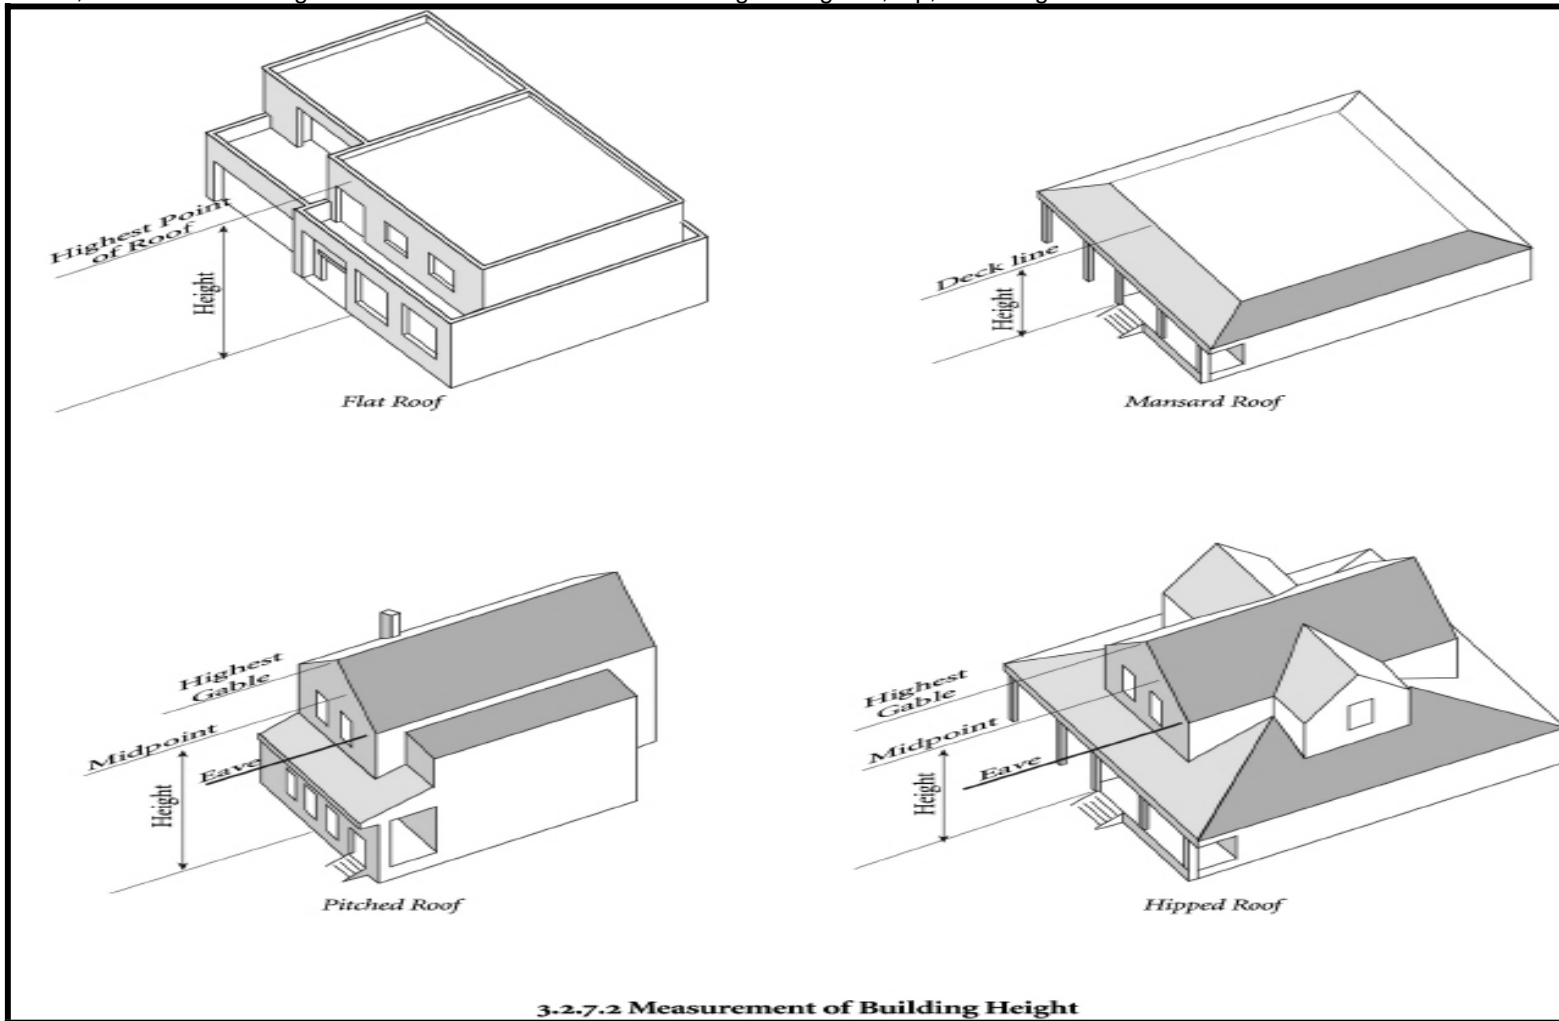 Highest Point
of Roof
Height
Flat Roof
Deck line
Height
Mansard Roof
Highest
Gable
Midpoint
Eave
Height
Pitched Roof
Highest
Gable
Midpoint
Eave
Height
Hipped Roof
3.2.7.2 Measurement of Building Height